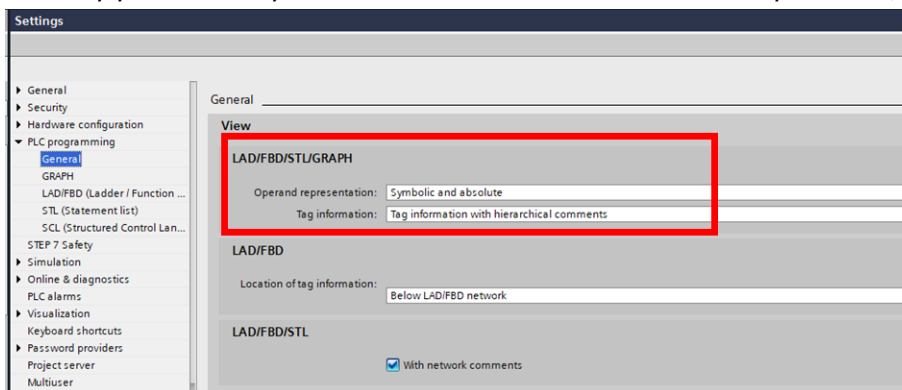 Settings
General
Security
Hardware configuration
PLC programming
General
GRAPH
LAD/FBD (Ladder / Function ...
STL (Statement list)
SCL (Structured Control Lan...
STEP 7 Safety
Simulation
Online & diagnostics
PLC alarms
Visualization
Keyboard shortcuts
Password providers
Project server
Multiuser
General
View
LAD/FBD/STL/GRAPH
Operand representation: Symbolic and absolute
Tag information: Tag information with hierarchical comments
LAD/FBD
Location of tag information:
Below LAD/FBD network
LAD/FBD/STL
With network comments